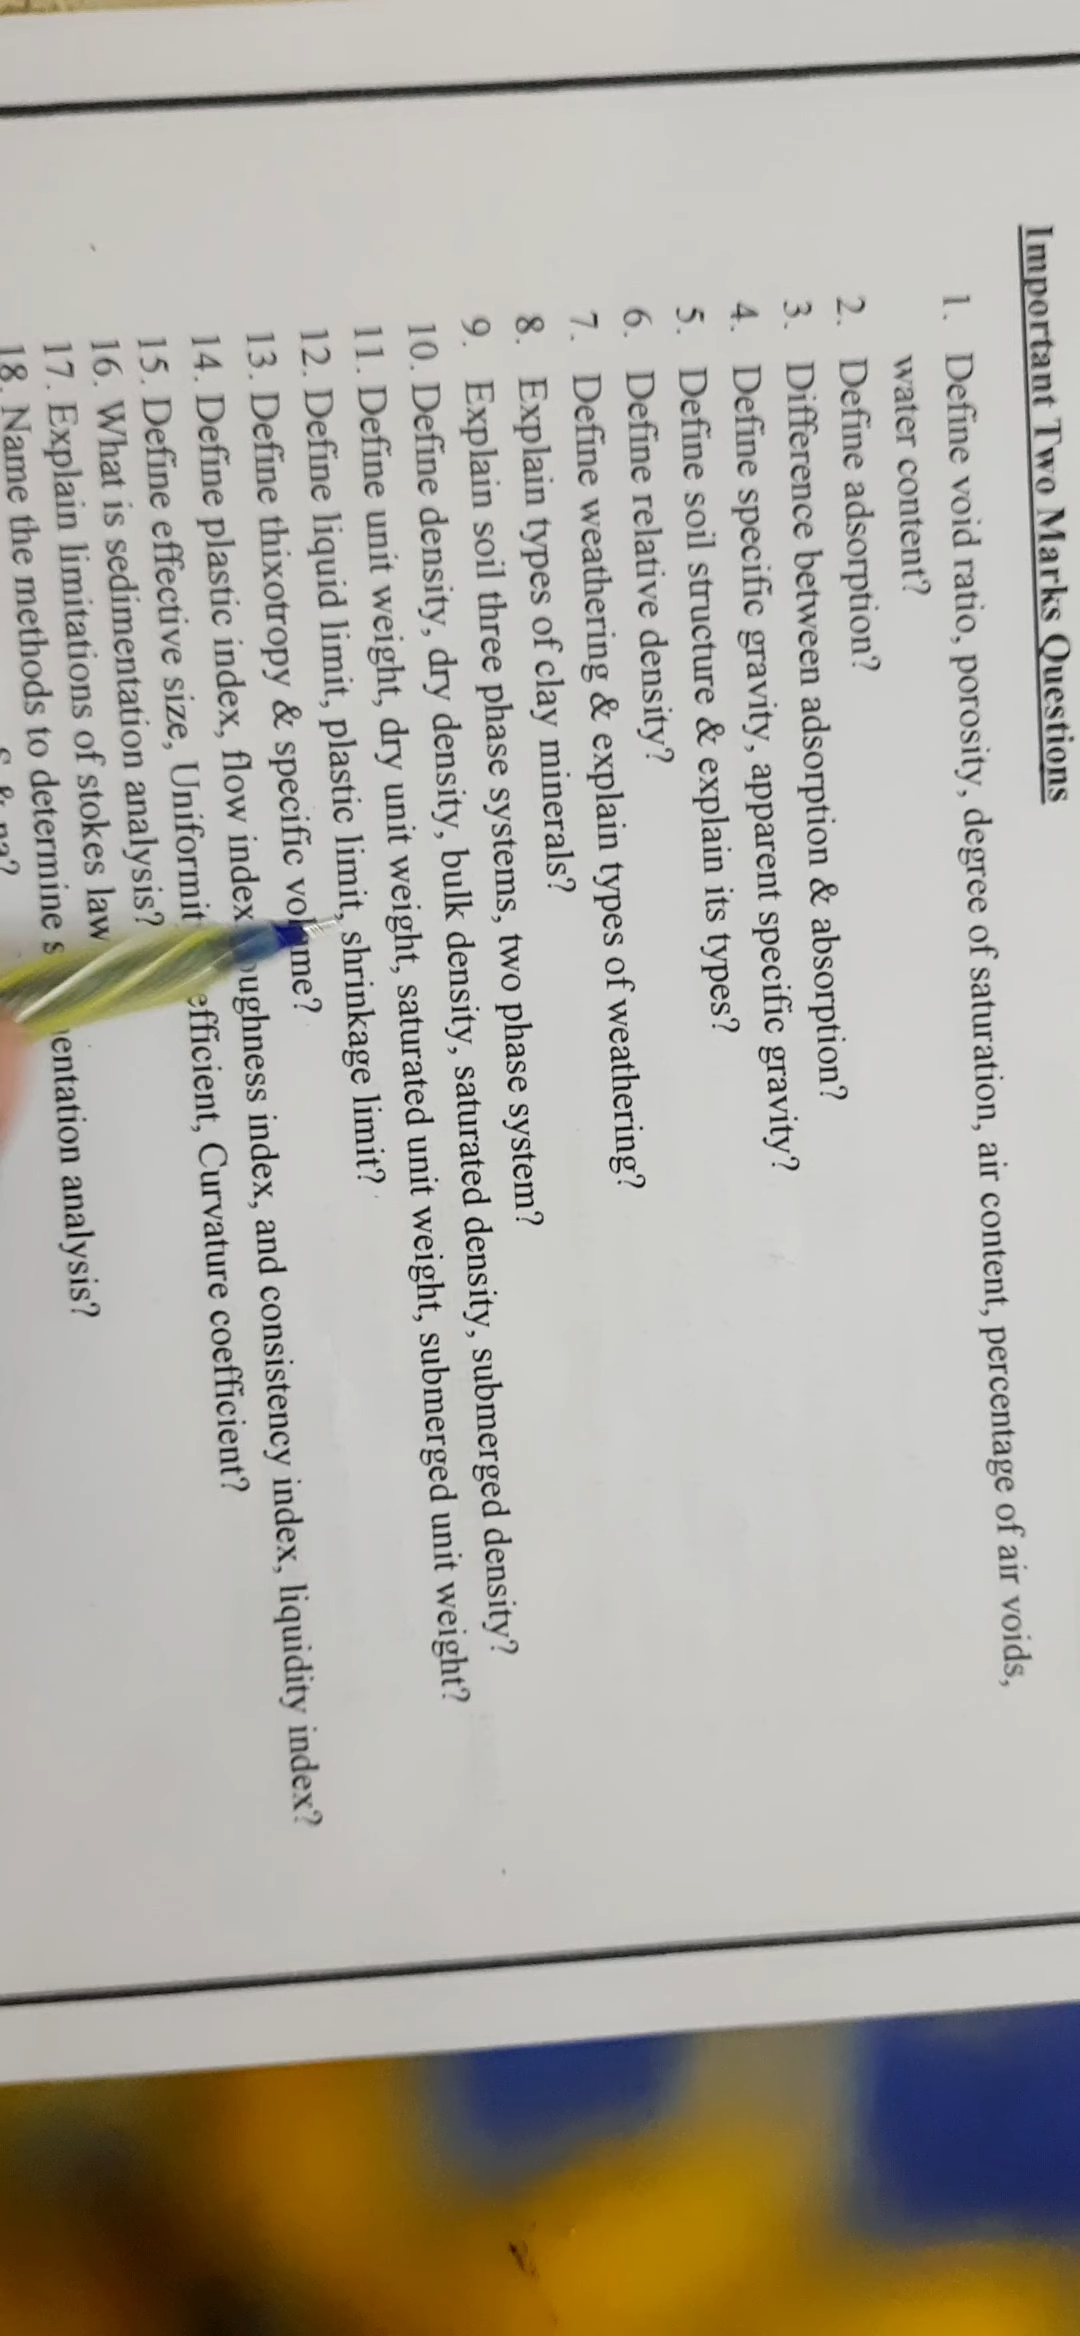 Important Two Marks Questions
1. Define void ratio, porosity, degree of saturation, air content, percentage of air voids,
water content?
2. Define adsorption?
3. Difference between adsorption & absorption?
4. Define specific gravity, apparent specific gravity?
5. Define soil structure & explain its types?
6. Define relative density?
7. Define weathering & explain types of weathering?
8. Explain types of clay minerals?
9. Explain soil three phase systems, two phase system?
10. Define density, dry density, bulk density, saturated density, submerged density?
11. Define unit weight, dry unit weight, saturated unit weight, submerged unit weight?
12. Define liquid limit, plastic limit, shrinkage limit?
13. Define thixotropy & specific volume?
14. Define plastic index, flow index oughness index, and consistency index, liquidity index?
15. Define effective size, Uniformit efficient, Curvature coefficient?
16. What is sedimentation analysis?
17. Explain limitations of stokes law
18. Name the methods to determine s entation analysis?